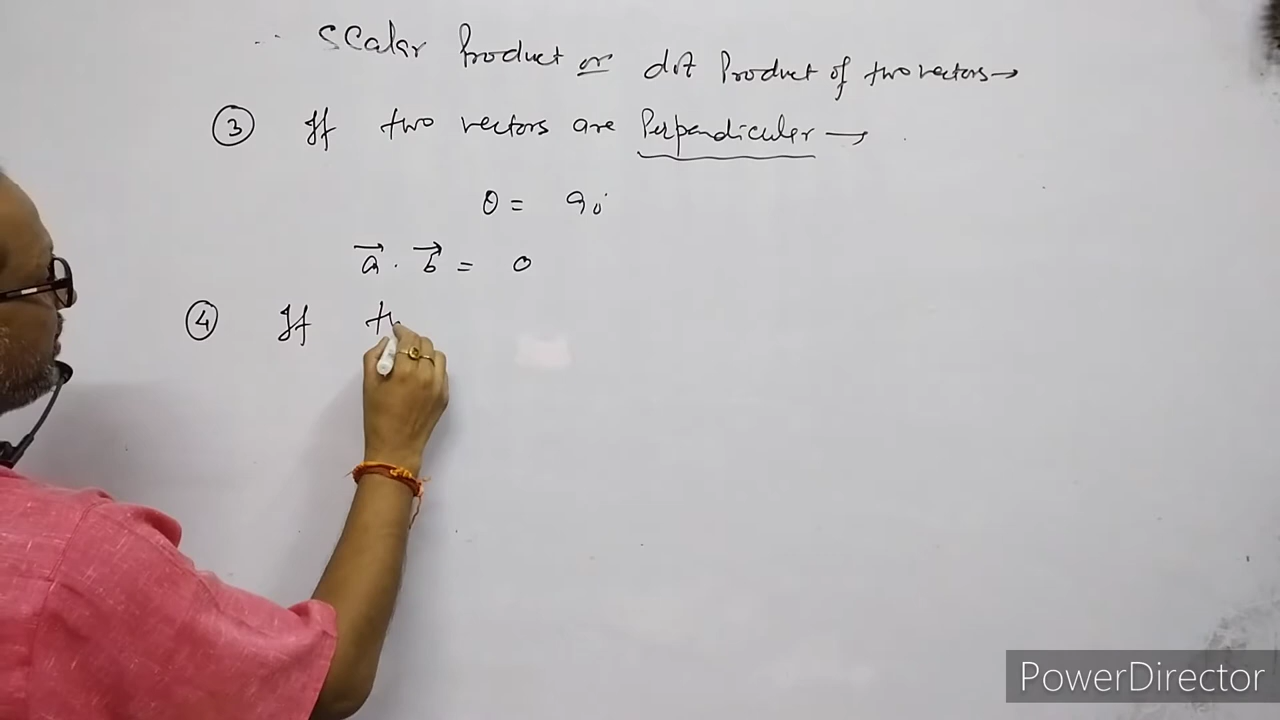 Scalar Product or dot Product of two vectors→
③ If two vectors are Perpendicular →
θ = 90°
a⃗ . b⃗ = 0
④ If tw
PowerDirector